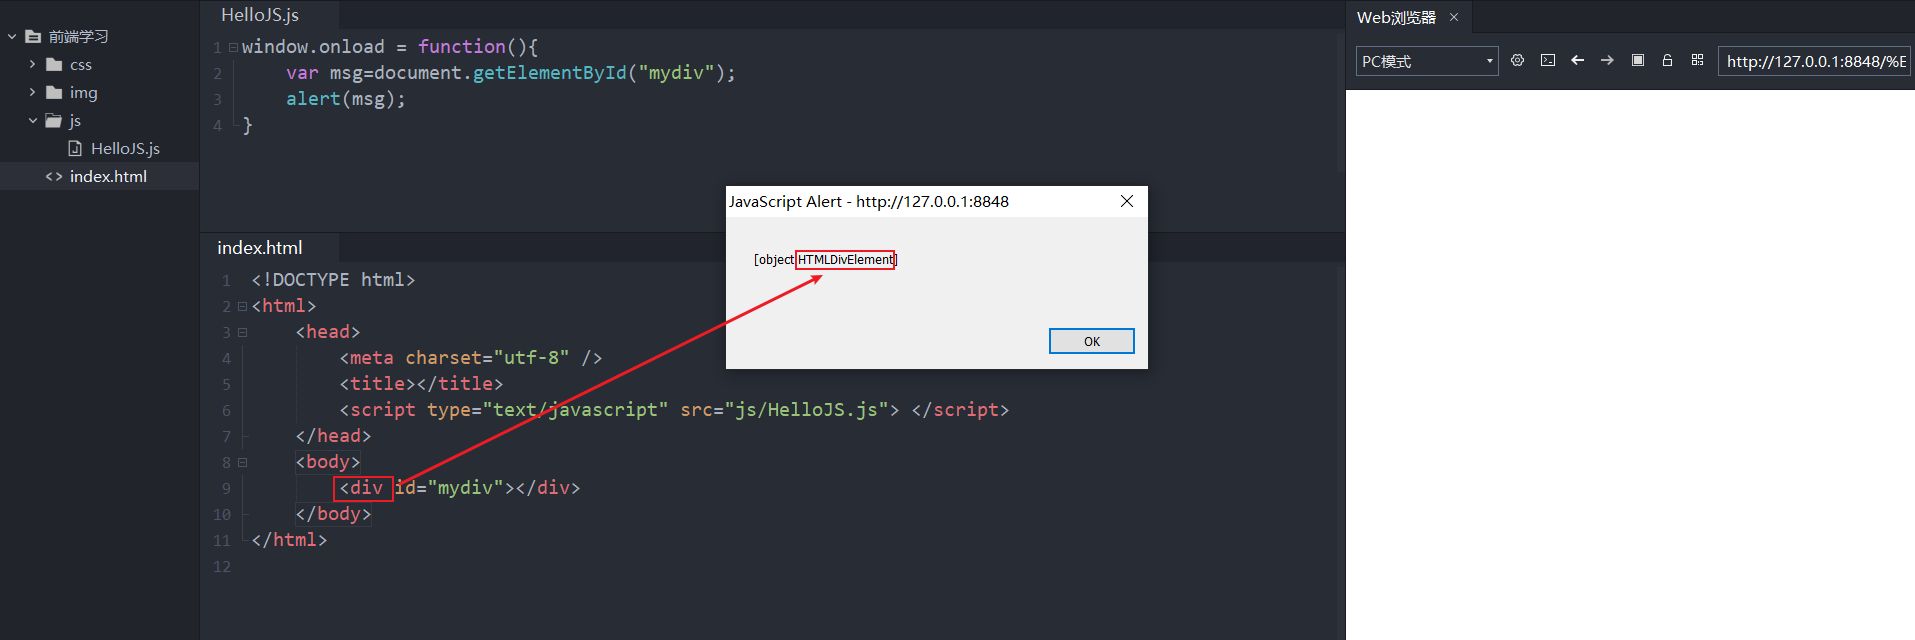 前端学习
css
img
js
HelloJS.js
index.html
HelloJS.js
1 window.onload = function(){
2 var msg=document.getElementById("mydiv");
3 alert(msg);
4 }
index.html
1 <!DOCTYPE html>
2 <html>
3 <head>
4 <meta charset="utf-8" />
5 <title></title>
6 <script type="text/javascript" src="js/HelloJS.js"> </script>
7 </head>
8 <body>
9 <div id="mydiv"></div>
10 </body>
11 </html>
12
JavaScript Alert - http://127.0.0.1:8848
[object HTMLDivElement]
OK
Web浏览器
PC模式
http://127.0.0.1:8848/%E